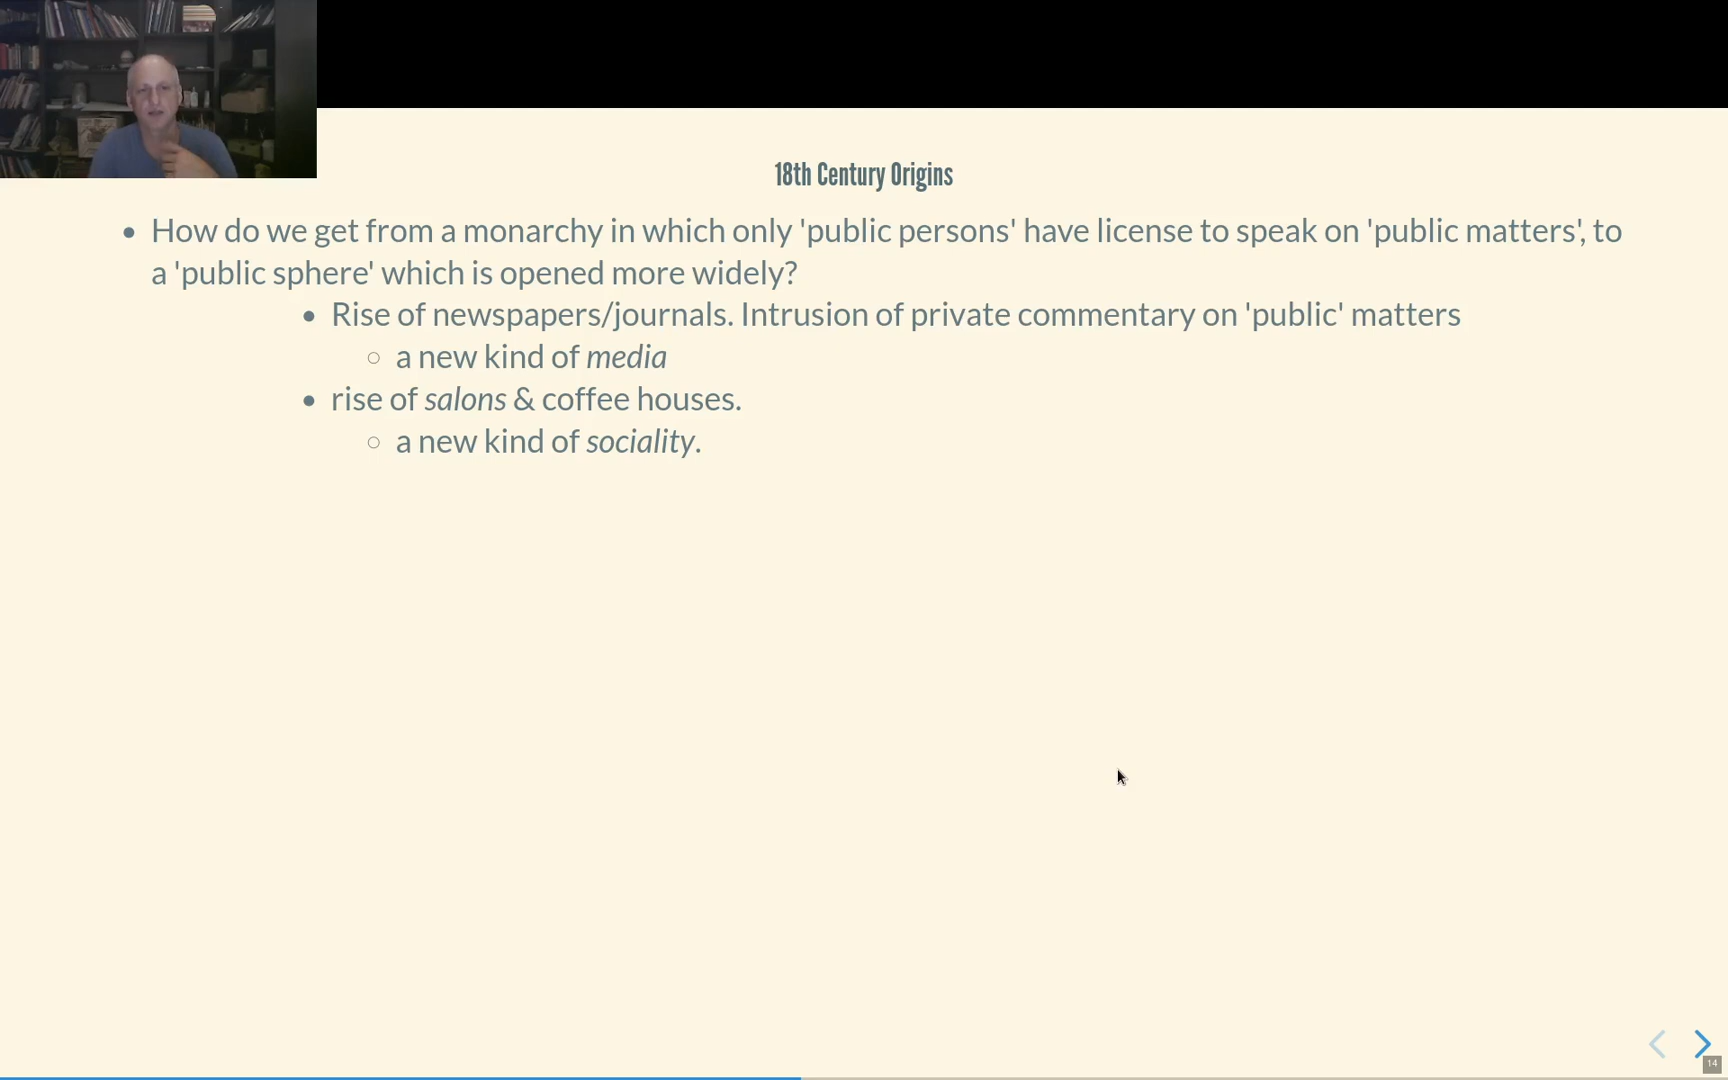 18th Century Origins
How do we get from a monarchy in which only 'public persons' have license to speak on 'public matters', to
a 'public sphere' which is opened more widely?
Rise of newspapers/journals. Intrusion of private commentary on 'public' matters
a new kind of media
rise of salons & coffee houses.
a new kind of sociality.
14